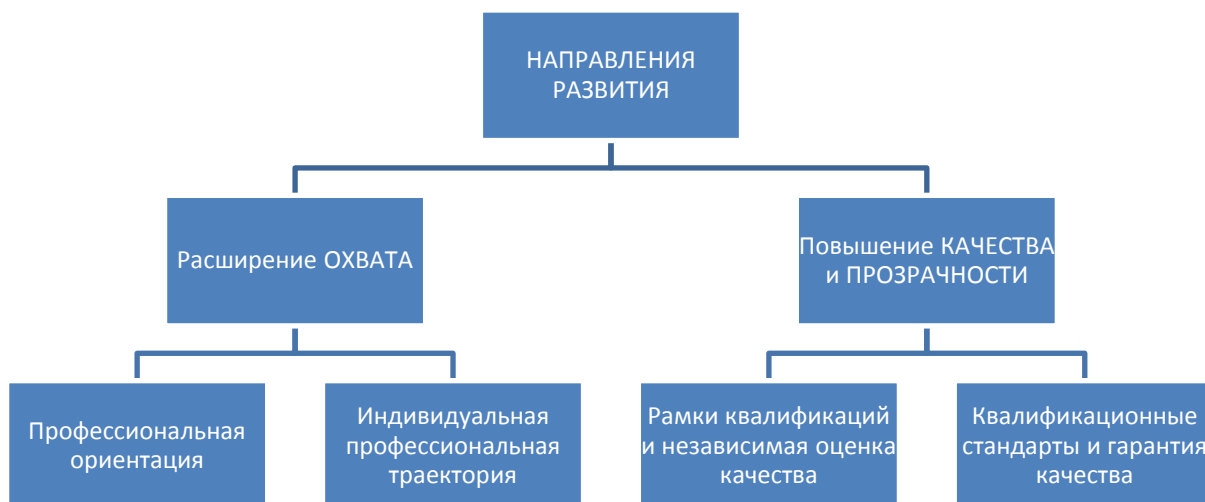 НАПРАВЛЕНИЯ
РАЗВИТИЯ
Расширение ОХВАТА
Повышение КАЧЕСТВА
и ПРОЗРАЧНОСТИ
Профессиональная
ориентация
Индивидуальная
профессиональная
траектория
Рамки квалификаций
и независимая оценка
качества
Квалификационные
стандарты и гарантия
качества